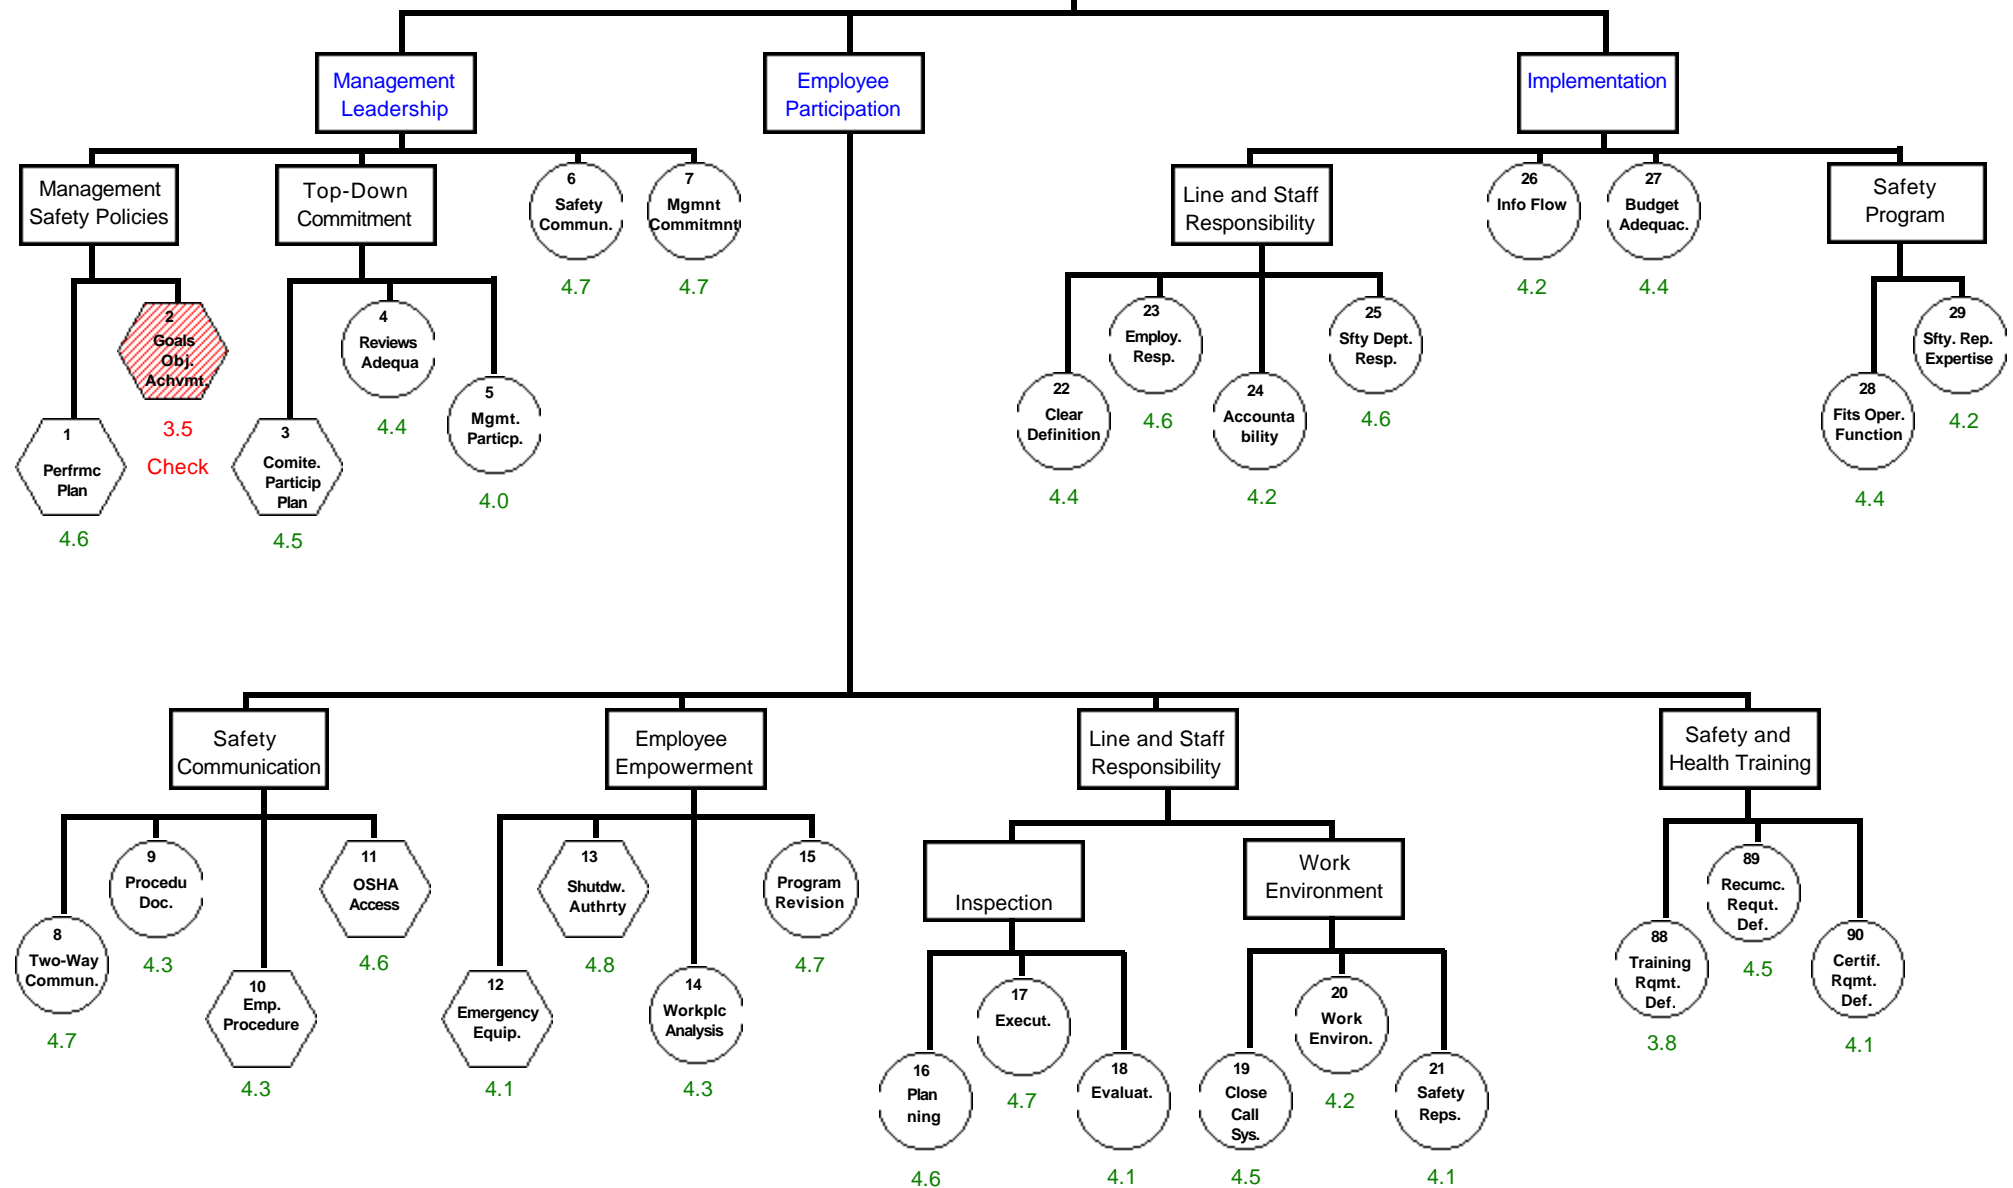 Management
Leadership
Employee
Participation
Implementation
Management
Safety Policies
Top-Down
Commitment
6
Safety
Commun.
4.7
7
Mgmnt
Commitmnt
4.7
1
Perfrmc
Plan
4.6
2
Goals
Obj.
Achvmt.
3.5
Check
3
Comite.
Particip
Plan
4.5
4
Reviews
Adequa
4.4
5
Mgmt.
Particp.
4.0
Line and Staff
Responsibility
26
Info Flow
4.2
27
Budget
Adequac.
4.4
Safety
Program
22
Clear
Definition
4.4
23
Employ.
Resp.
4.6
24
Accounta
bility
4.2
25
Sfty Dept.
Resp.
4.6
28
Fits Oper.
Function
4.4
29
Sfty. Rep.
Expertise
4.2
Safety
Communication
Employee
Empowerment
Line and Staff
Responsibility
Safety and
Health Training
8
Two-Way
Commun.
4.7
9
Procedu
Doc.
4.3
10
Emp.
Procedure
4.3
11
OSHA
Access
4.6
12
Emergency
Equip.
4.1
13
Shutdw.
Authrty
4.8
14
Workplc
Analysis
4.3
15
Program
Revision
4.7
Inspection
Work
Environment
16
Plan
ning
4.6
17
Execut.
4.7
18
Evaluat.
4.1
19
Close
Call
Sys.
4.5
20
Work
Environ.
4.2
21
Safety
Reps.
4.1
88
Training
Rqmt.
Def.
3.8
89
Recumc.
Requt.
Def.
4.5
90
Certif.
Rqmt.
Def.
4.1